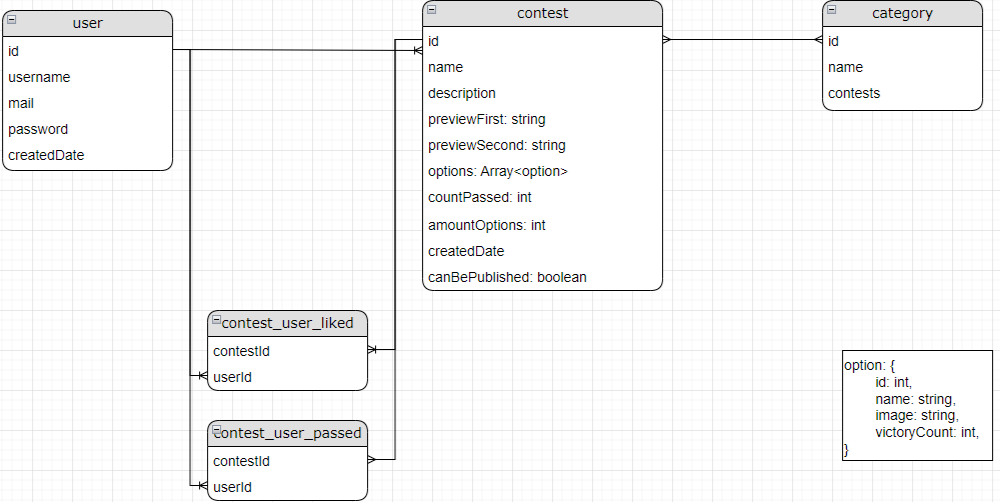 user
id
username
mail
password
createdDate
contest
id
name
description
previewFirst: string
previewSecond: string
options: Array<option>
countPassed: int
amountOptions: int
createdDate
canBePublished: boolean
category
id
name
contests
contest_user_liked
contestId
userId
contest_user_passed
contestId
userId
option: {
id: int,
name: string,
image: string,
victoryCount: int,
}